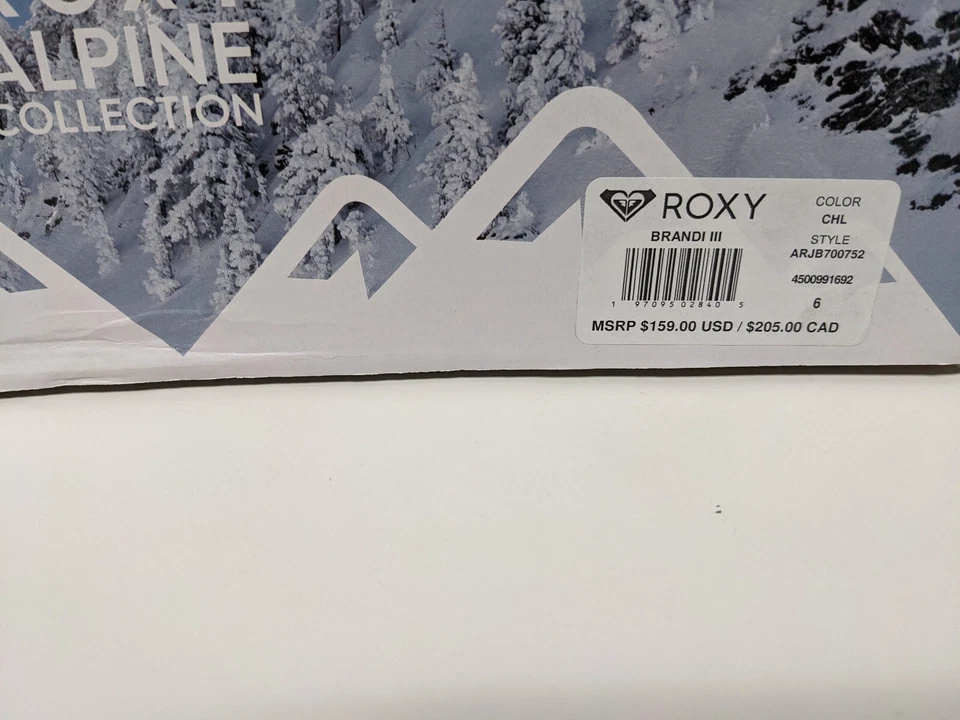 ROXY
ALPINE
COLLECTION
ROXY
BRANDI III
1 97095 02840 5
MSRP $159.00 USD / $205.00 CAD
COLOR
CHL
STYLE
ARJB700752
4500991692
6